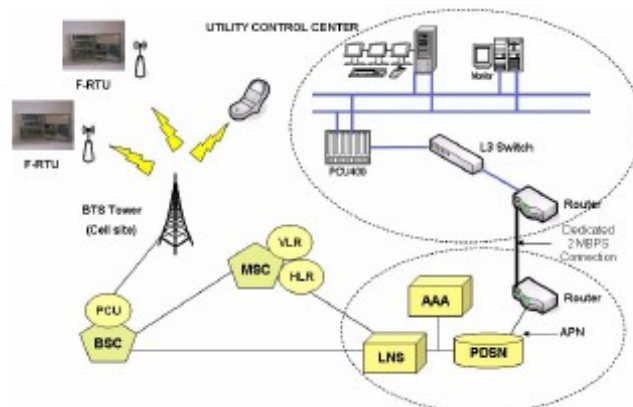 UTILITY CONTROL CENTER
F-RTU
F-RTU
Monitor
PCU400
L3 Switch
Router
BTS Tower
(Cell site)
Dedicated
2 MBPS
Connection
VLR
MSC
HLR
Router
AAA
APN
PCU
BSC
LNS
PDSN